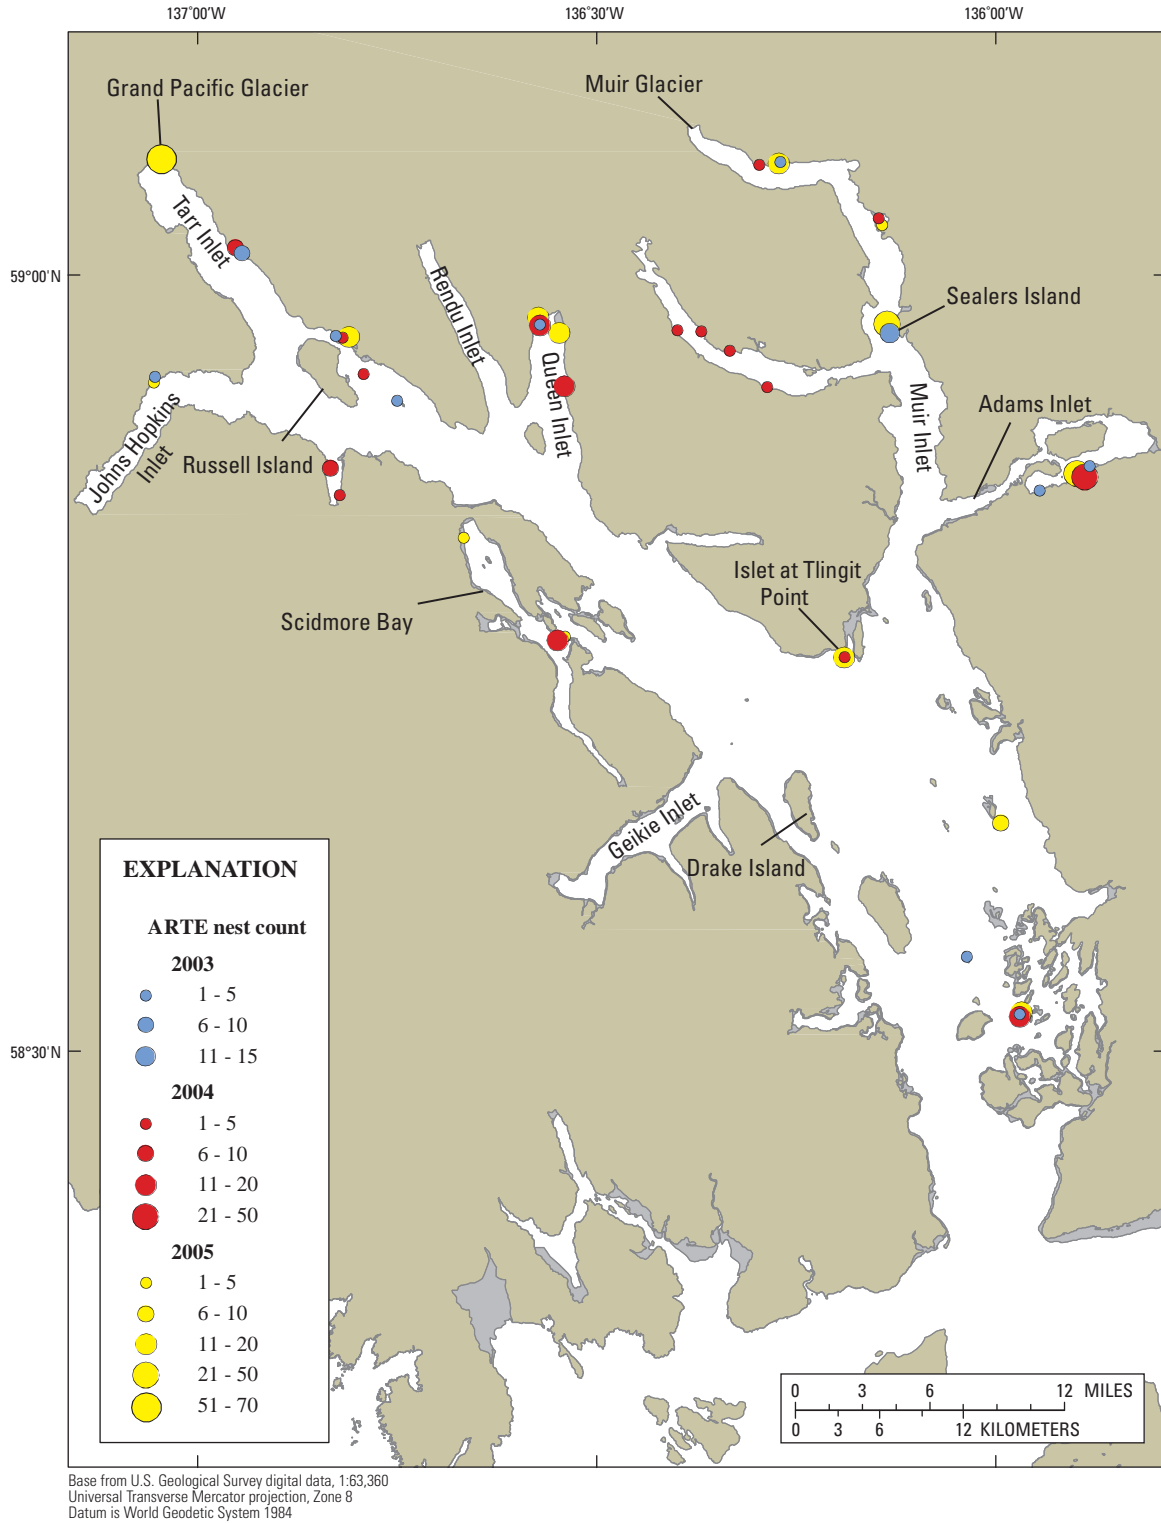 137°00'W
136°30'W
136°00'W
Grand Pacific Glacier
Muir Glacier
Tarr Inlet
59°00'N
Rendu Inlet
Sealers Island
Queen Inlet
Muir Inlet
Adams Inlet
Johns Hopkins
Inlet
Russell Island
Islet at Tlingit
Point
Scidmore Bay
Geikie Inlet
Drake Island
58°30'N
EXPLANATION
ARTE nest count
2003
1 - 5
6 - 10
11 - 15
2004
1 - 5
6 - 10
11 - 20
21 - 50
2005
1 - 5
6 - 10
11 - 20
21 - 50
51 - 70
0 3 6 12 MILES
0 3 6 12 KILOMETERS
Base from U.S. Geological Survey digital data, 1:63,360
Universal Transverse Mercator projection, Zone 8
Datum is World Geodetic System 1984